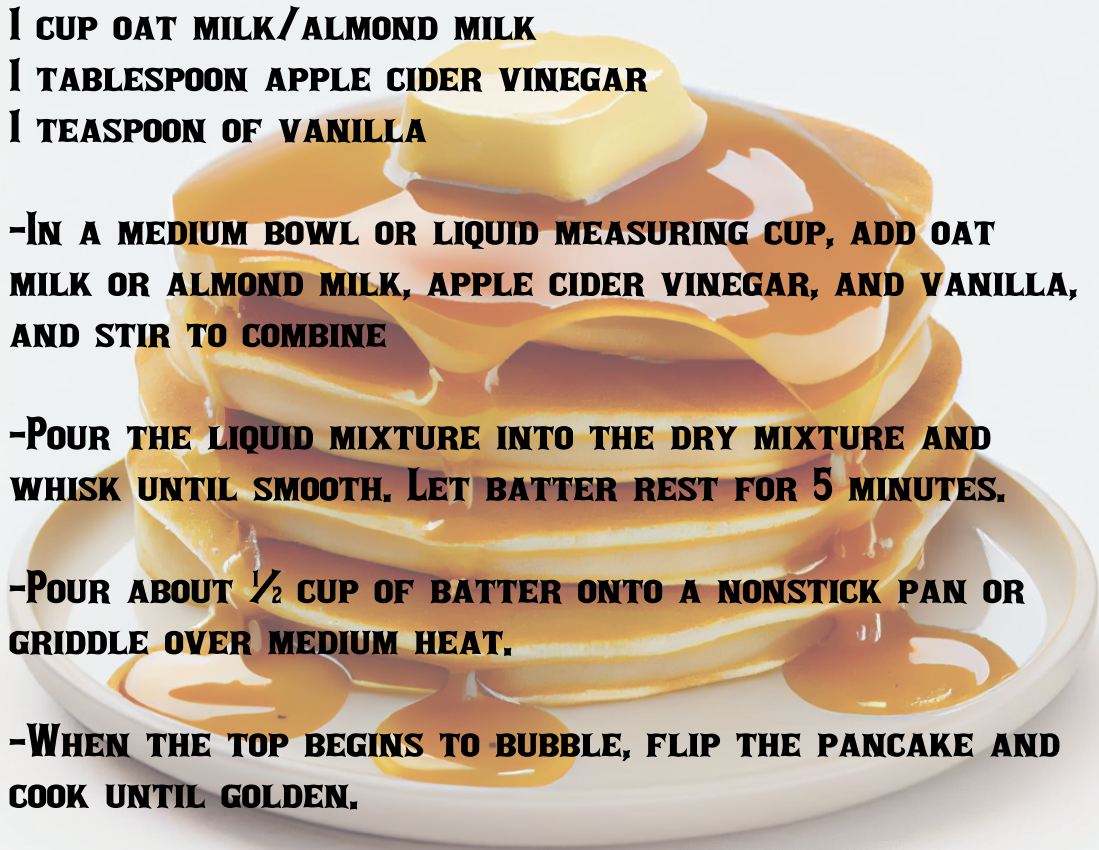 1 cup oat milk/almond milk
1 tablespoon apple cider vinegar
1 teaspoon of vanilla
-In a medium bowl or liquid measuring cup, add oat
milk or almond milk, apple cider vinegar, and vanilla,
and stir to combine
-Pour the liquid mixture into the dry mixture and
whisk until smooth. Let batter rest for 5 minutes.
-Pour about ½ cup of batter onto a nonstick pan or
griddle over medium heat.
-When the top begins to bubble, flip the pancake and
cook until golden.